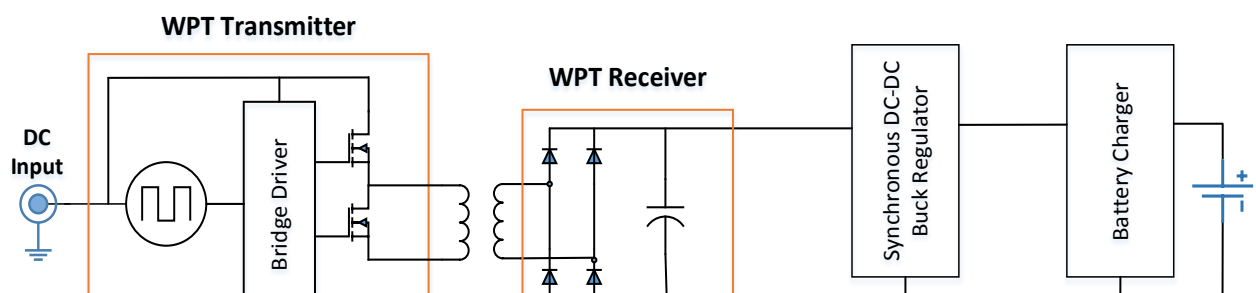 WPT Transmitter
WPT Receiver
DC
Input
Bridge Driver
Synchronous DC-DC
Buck Regulator
Battery Charger
+
−